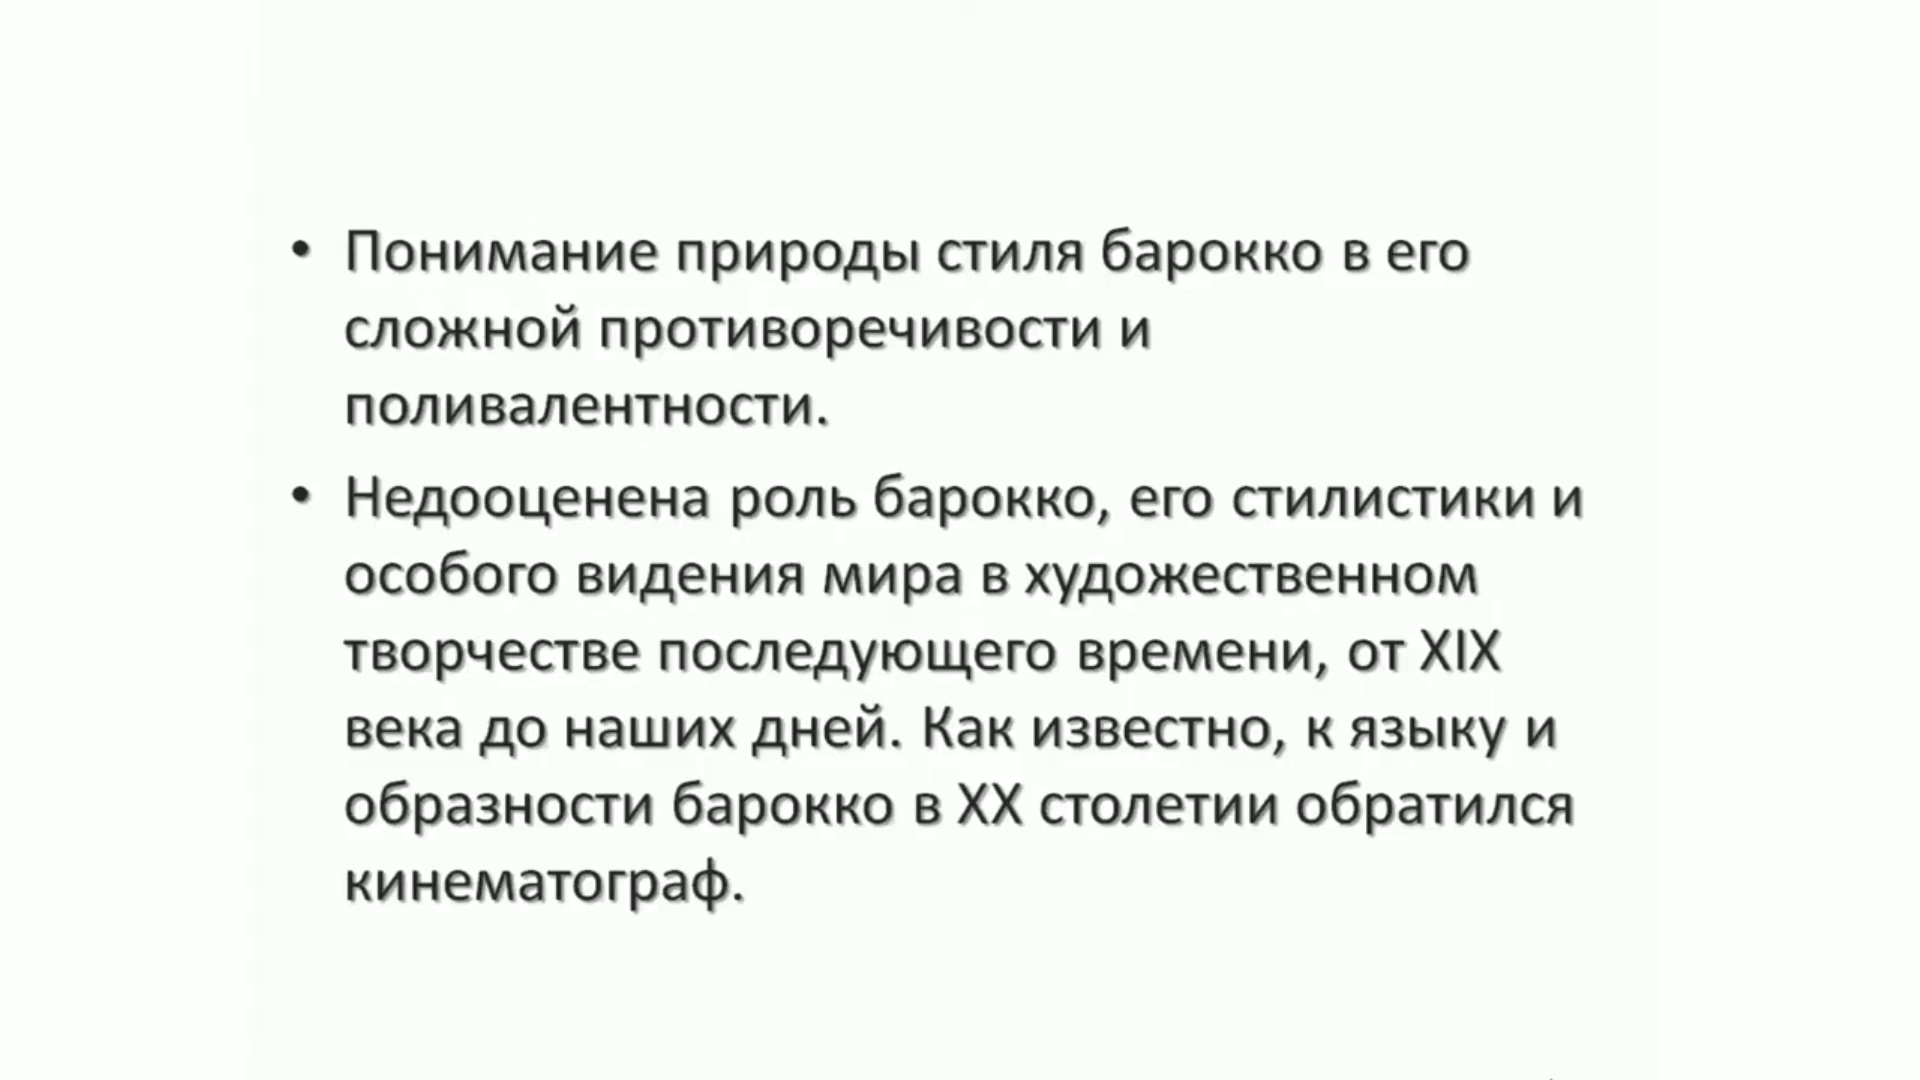 • Понимание природы стиля барокко в его
сложной противоречивости и
поливалентности.
• Недооценена роль барокко, его стилистики и
особого видения мира в художественном
творчестве последующего времени, от XIX
века до наших дней. Как известно, к языку и
образности барокко в XX столетии обратился
кинематограф.